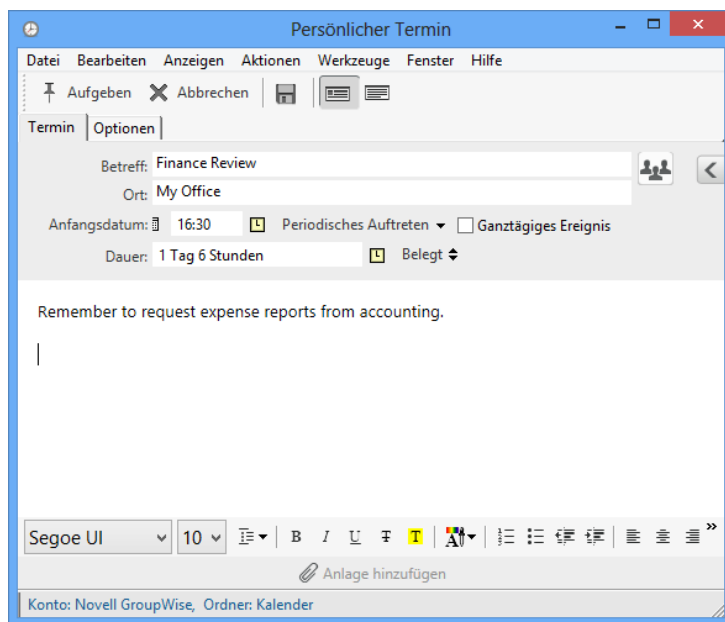 Persönlicher Termin
Datei Bearbeiten Anzeigen Aktionen Werkzeuge Fenster Hilfe
Aufgeben Abbrechen
Termin Optionen
Betreff: Finance Review
Ort: My Office
Anfangsdatum: 16:30 Periodisches Auftreten Ganztägiges Ereignis
Dauer: 1 Tag 6 Stunden Belegt
Remember to request expense reports from accounting.
Segoe UI 10 B I U T T A »
Anlage hinzufügen
Konto: Novell GroupWise, Ordner: Kalender